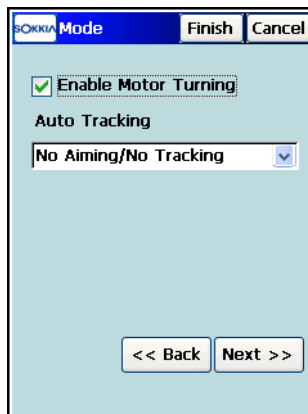 SOKKIA Mode Finish Cancel
Enable Motor Turning
Auto Tracking
No Aiming/No Tracking
<< Back Next >>